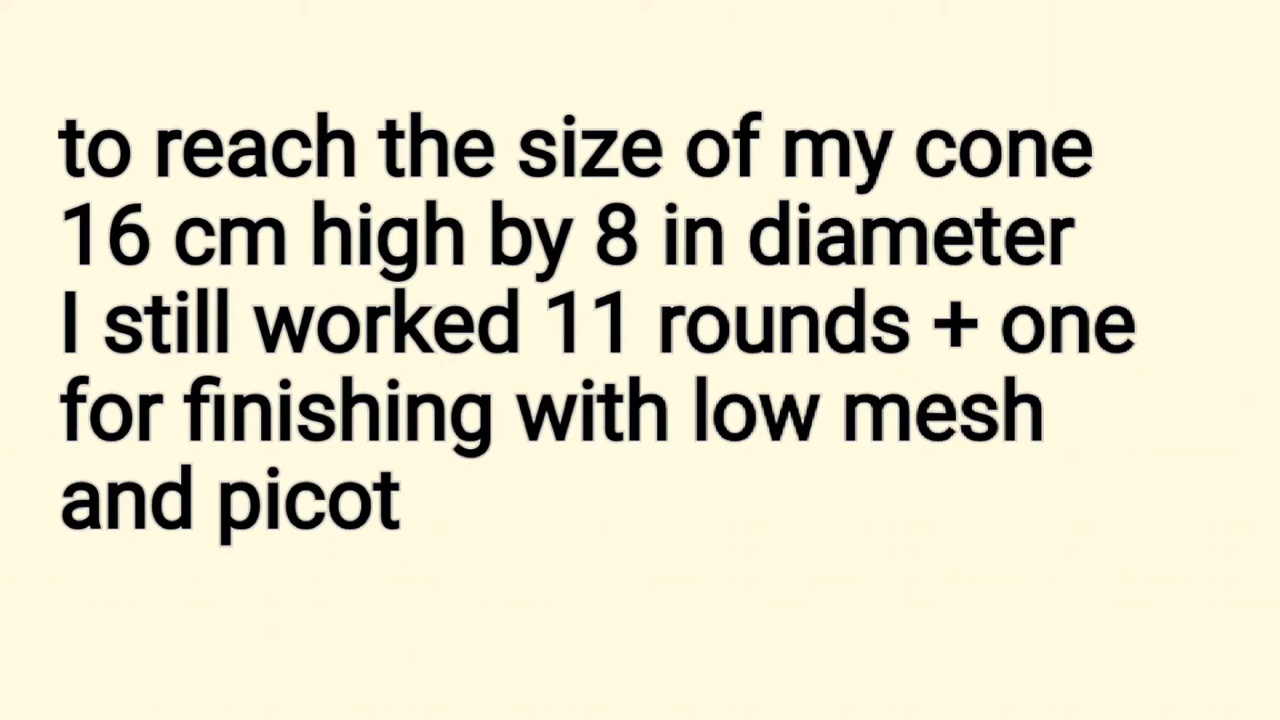 to reach the size of my cone
16 cm high by 8 in diameter
I still worked 11 rounds + one
for finishing with low mesh
and picot